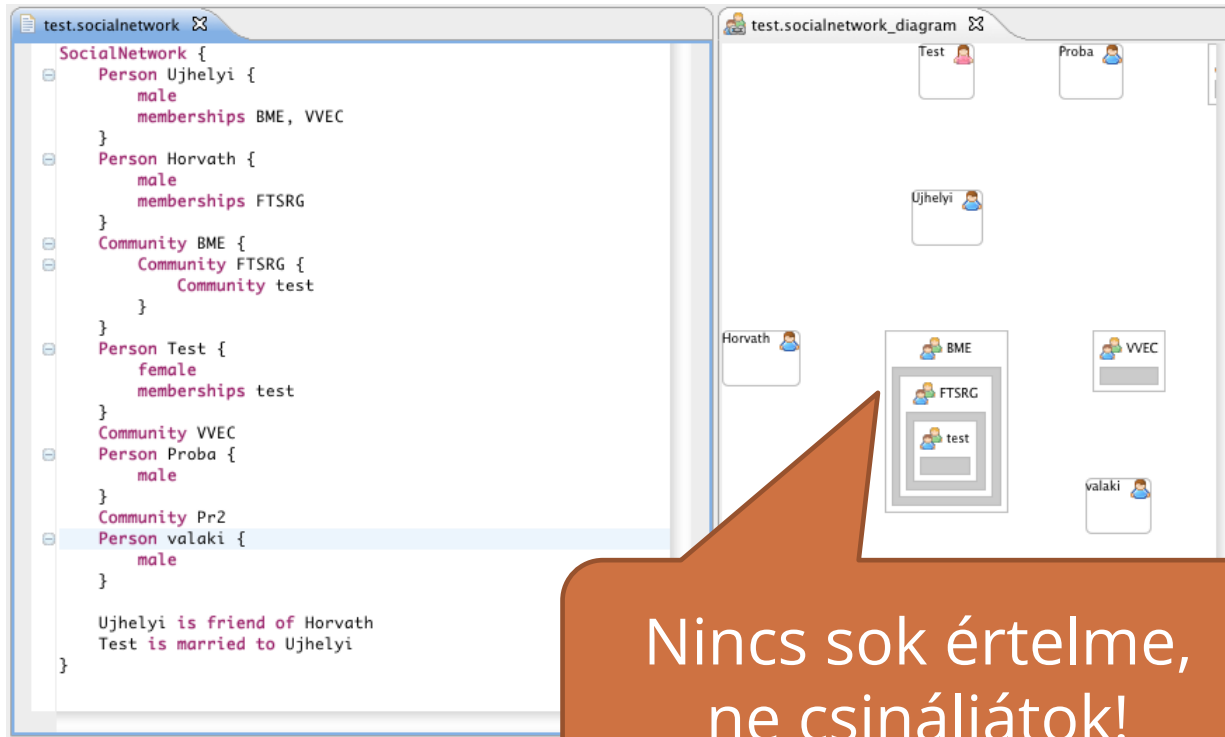 test.socialnetwork
SocialNetwork {
Person Ujhelyi {
male
memberships BME, VVEC
}
Person Horvath {
male
memberships FTSRG
}
Community BME {
Community FTSRG {
Community test
}
}
Person Test {
female
memberships test
}
Community VVEC
Person Proba {
male
}
Community Pr2
Person valaki {
male
}
Ujhelyi is friend of Horvath
Test is married to Ujhelyi
}
test.socialnetwork_diagram
Test
Proba
Ujhelyi
Horvath
BME
VVEC
FTSRG
test
valaki
Nincs sok értelme,
ne csináljátok!